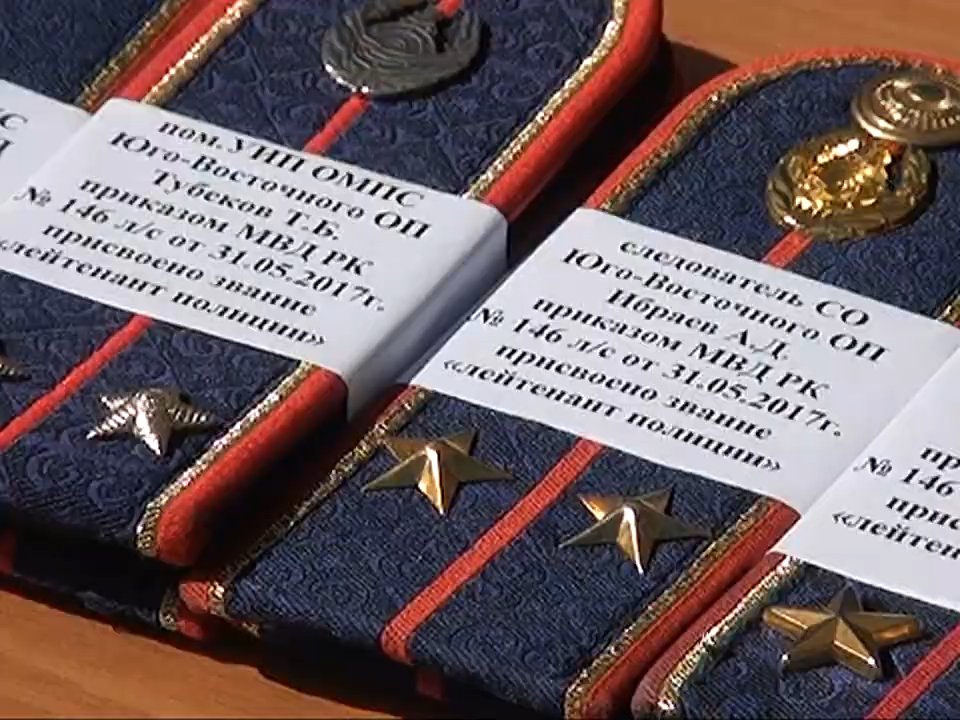 пом.УИП ОМПС
Юго-Восточного ОП
Тубеков Т.Б.
приказом МВД РК
№ 146 л/с от 31.05.2017г.
присвоено звание
«лейтенант полиции»
следователь СО
Юго-Восточного ОП
Ибраев А.Д.
приказом МВД РК
№ 146 л/с от 31.05.2017г.
присвоено звание
«лейтенант полиции»
№ 146